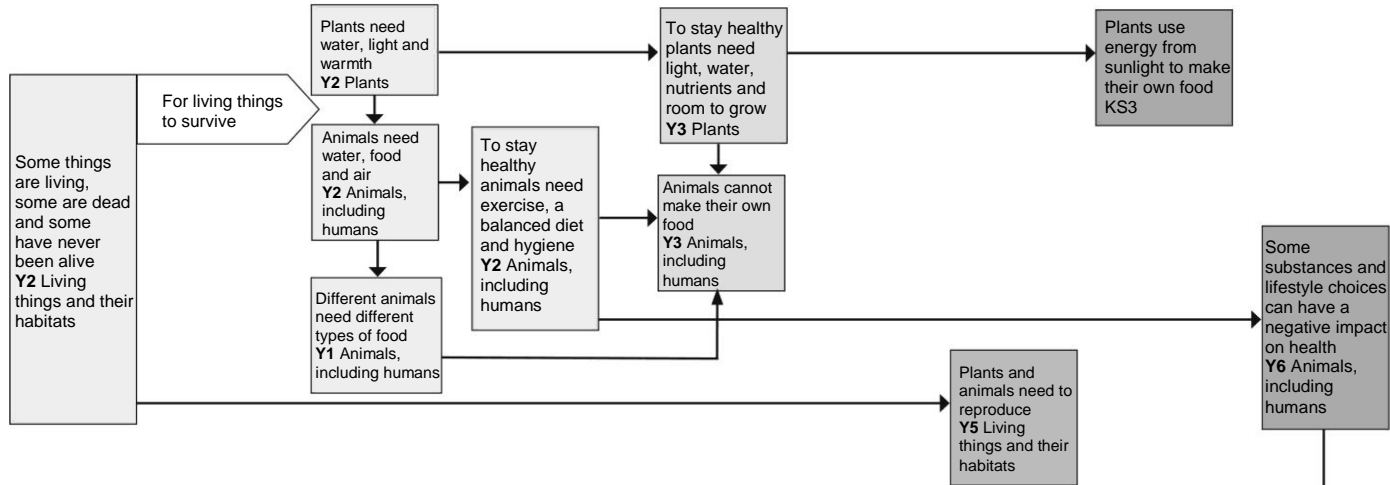 Some things
are living,
some are dead
and some
have never
been alive
Y2 Living
things and their
habitats
For living things
to survive
Plants need
water, light and
warmth
Y2 Plants
Animals need
water, food
and air
Y2 Animals,
including
humans
Different animals
need different
types of food
Y1 Animals,
including humans
To stay
healthy
animals need
exercise, a
balanced diet
and hygiene
Y2 Animals,
including
humans
To stay healthy
plants need
light, water,
nutrients and
room to grow
Y3 Plants
Animals cannot
make their own
food
Y3 Animals,
including
humans
Plants use
energy from
sunlight to make
their own food
KS3
Plants and
animals need to
reproduce
Y5 Living
things and their
habitats
Some
substances and
lifestyle choices
can have a
negative impact
on health
Y6 Animals,
including
humans